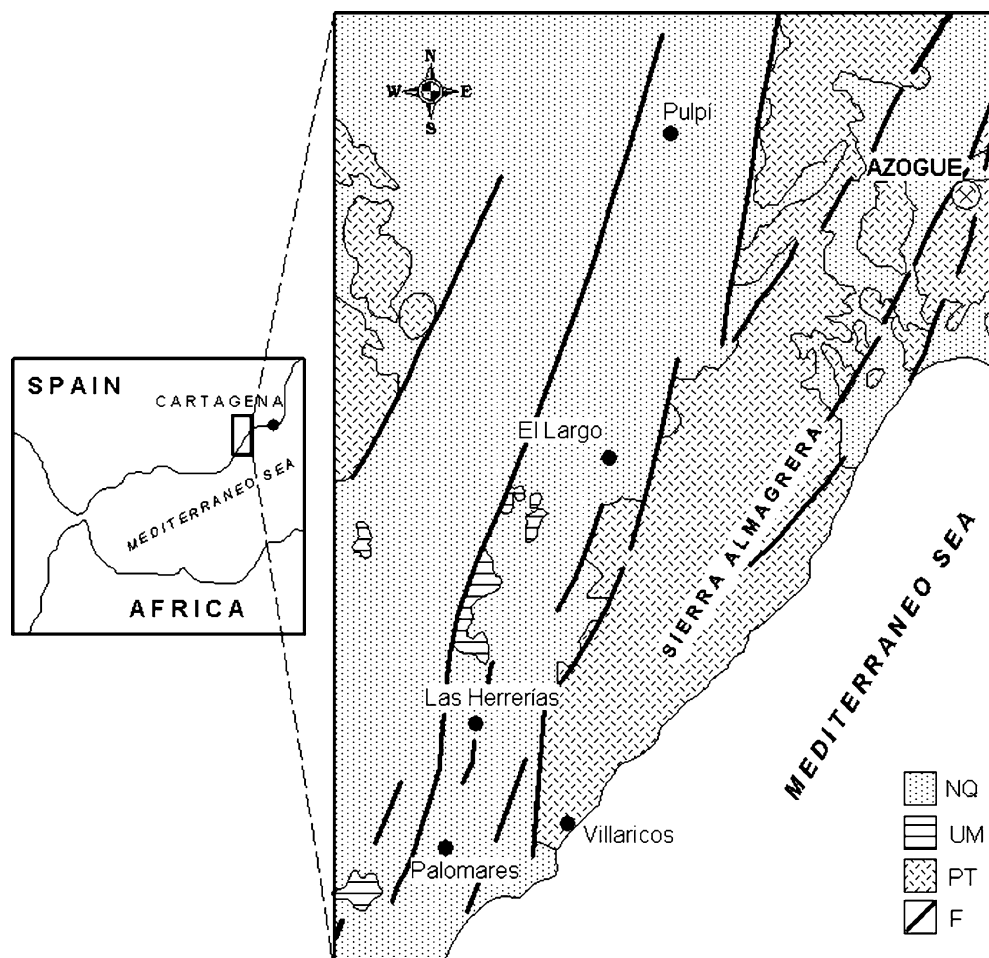 N
W E
S
Pulpí
AZOGUE
SPAIN
CARTAGENA
MEDITERRANEO SEA
AFRICA
El Largo
SIERRA ALMAGRERA
MEDITERRANEO SEA
Las Herrerías
Villaricos
Palomares
NQ
UM
PT
F